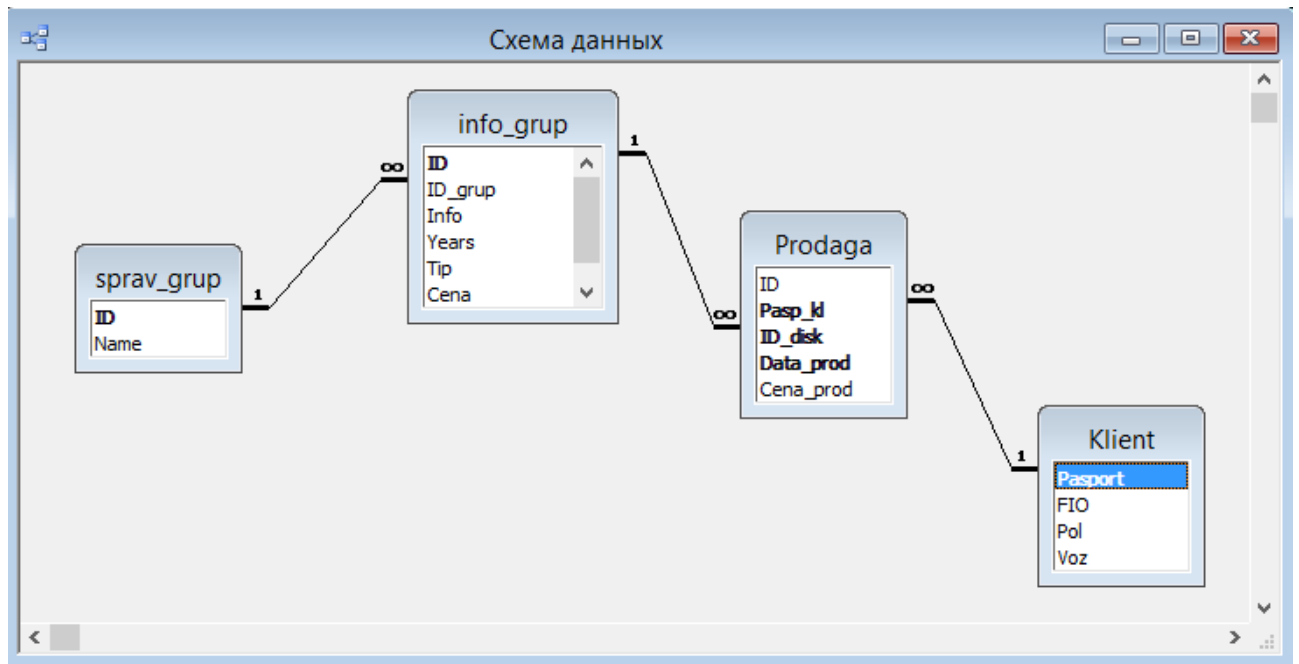 Схема данных
sprav_grup
ID
Name
1
∞
info_grup
ID
ID_grup
Info
Years
Tip
Cena
1
∞
Prodaga
ID
Pasp_kl
ID_disk
Data_prod
Cena_prod
∞
1
Klient
Pasport
FIO
Pol
Voz